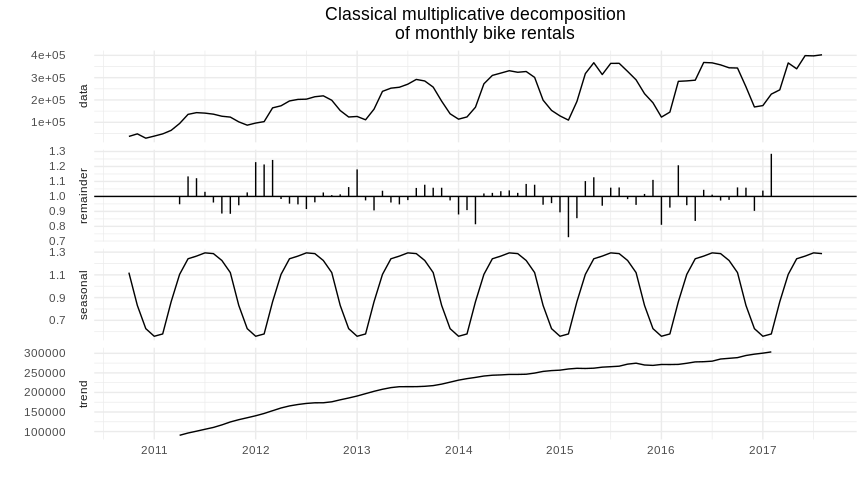 Classical multiplicative decomposition
of monthly bike rentals
4e+05
3e+05
2e+05
1e+05
data
1.3
1.2
1.1
1.0
0.9
0.8
0.7
remainder
1.3
1.1
0.9
0.7
seasonal
300000
250000
200000
150000
100000
trend
2011 2012 2013 2014 2015 2016 2017